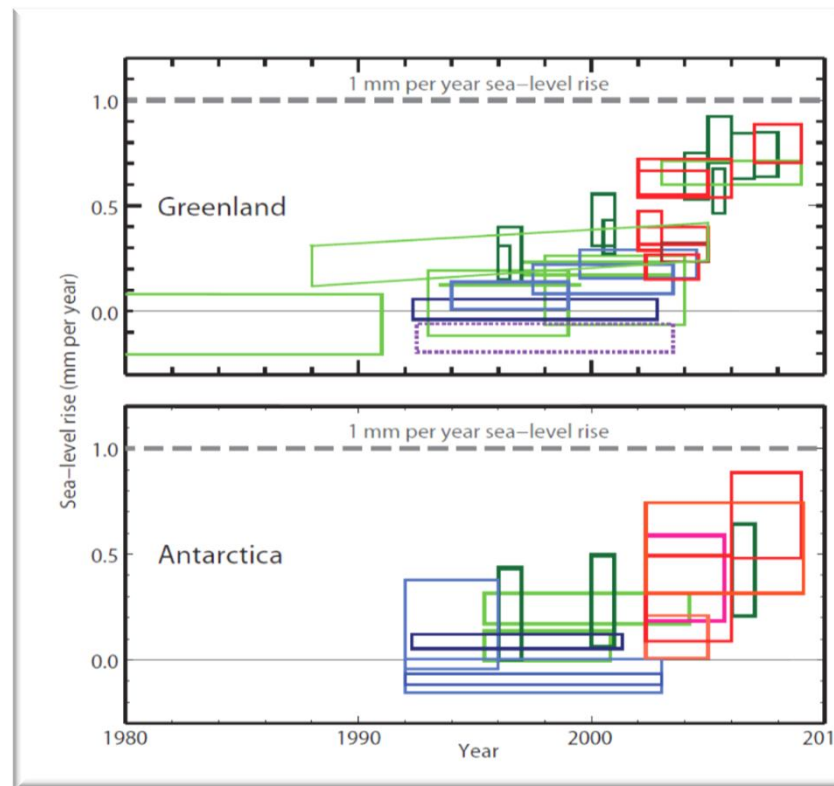 1 mm per year sea-level rise
1.0
0.5
0.0
Greenland
Sea-level rise (mm per year)
1 mm per year sea-level rise
1.0
0.5
0.0
Antarctica
1980
1990
2000
201
Year